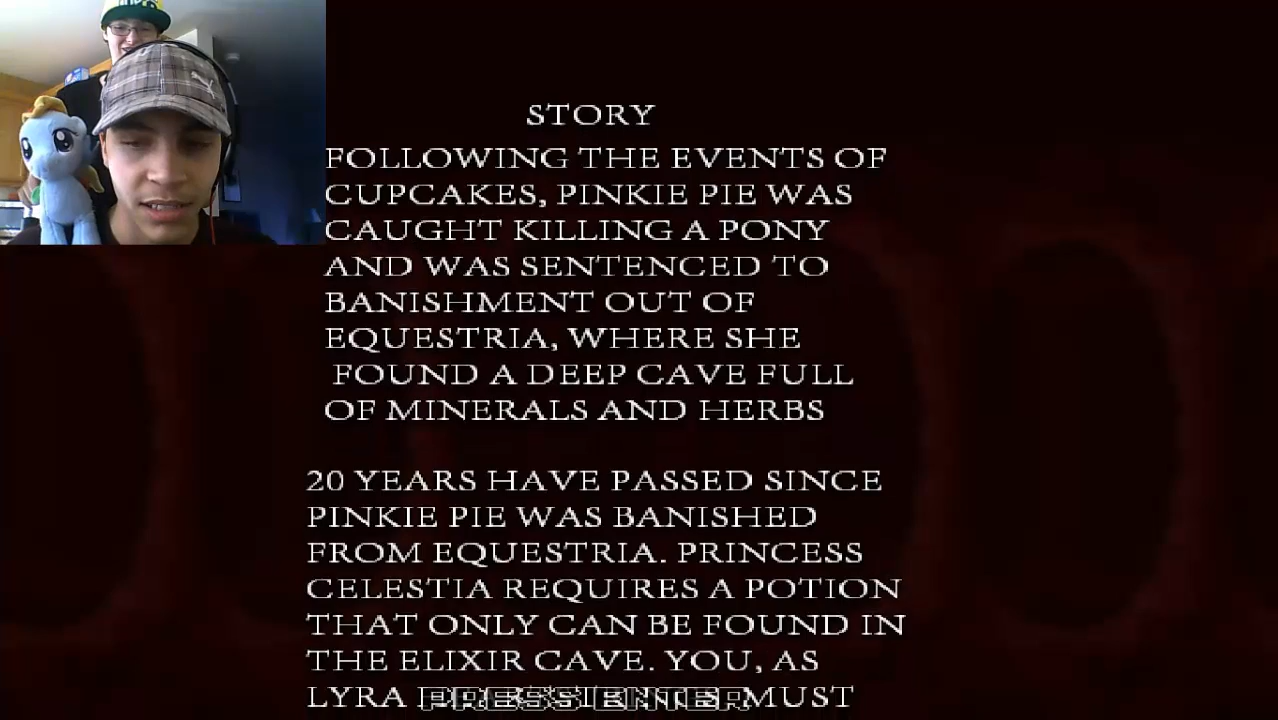 STORY
FOLLOWING THE EVENTS OF
CUPCAKES, PINKIE PIE WAS
CAUGHT KILLING A PONY
AND WAS SENTENCED TO
BANISHMENT OUT OF
EQUESTRIA, WHERE SHE
FOUND A DEEP CAVE FULL
OF MINERALS AND HERBS
20 YEARS HAVE PASSED SINCE
PINKIE PIE WAS BANISHED
FROM EQUESTRIA. PRINCESS
CELESTIA REQUIRES A POTION
THAT ONLY CAN BE FOUND IN
THE ELIXIR CAVE. YOU, AS
LYRA MUST
PRESS ENTER